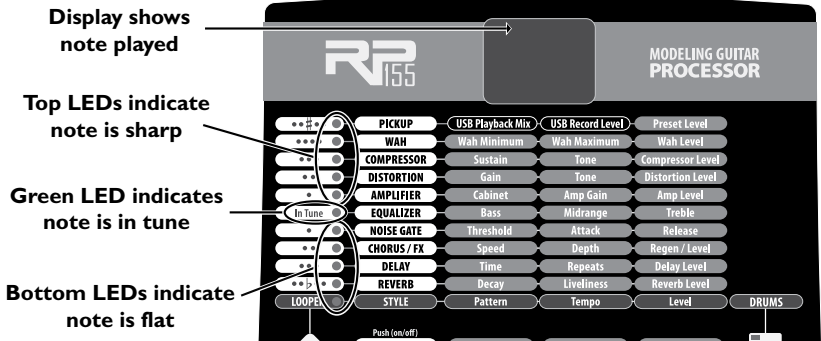 Display shows
note played
RP155
MODELING GUITAR
PROCESSOR
Top LEDs indicate
note is sharp
♯ PICKUP USB Playback Mix USB Record Level Preset Level
WAH Wah Minimum Wah Maximum Wah Level
COMPRESSOR Sustain Tone Compressor Level
DISTORTION Gain Tone Distortion Level
AMPLIFIER Cabinet Amp Gain Amp Level
Green LED indicates
note is in tune
In Tune EQUALIZER Bass Midrange Treble
NOISE GATE Threshold Attack Release
CHORUS / FX Speed Depth Regen / Level
DELAY Time Repeats Delay Level
♭ REVERB Decay Liveliness Reverb Level
Bottom LEDs indicate
note is flat
LOOPER STYLE Pattern Tempo Level DRUMS
Push (on/off)